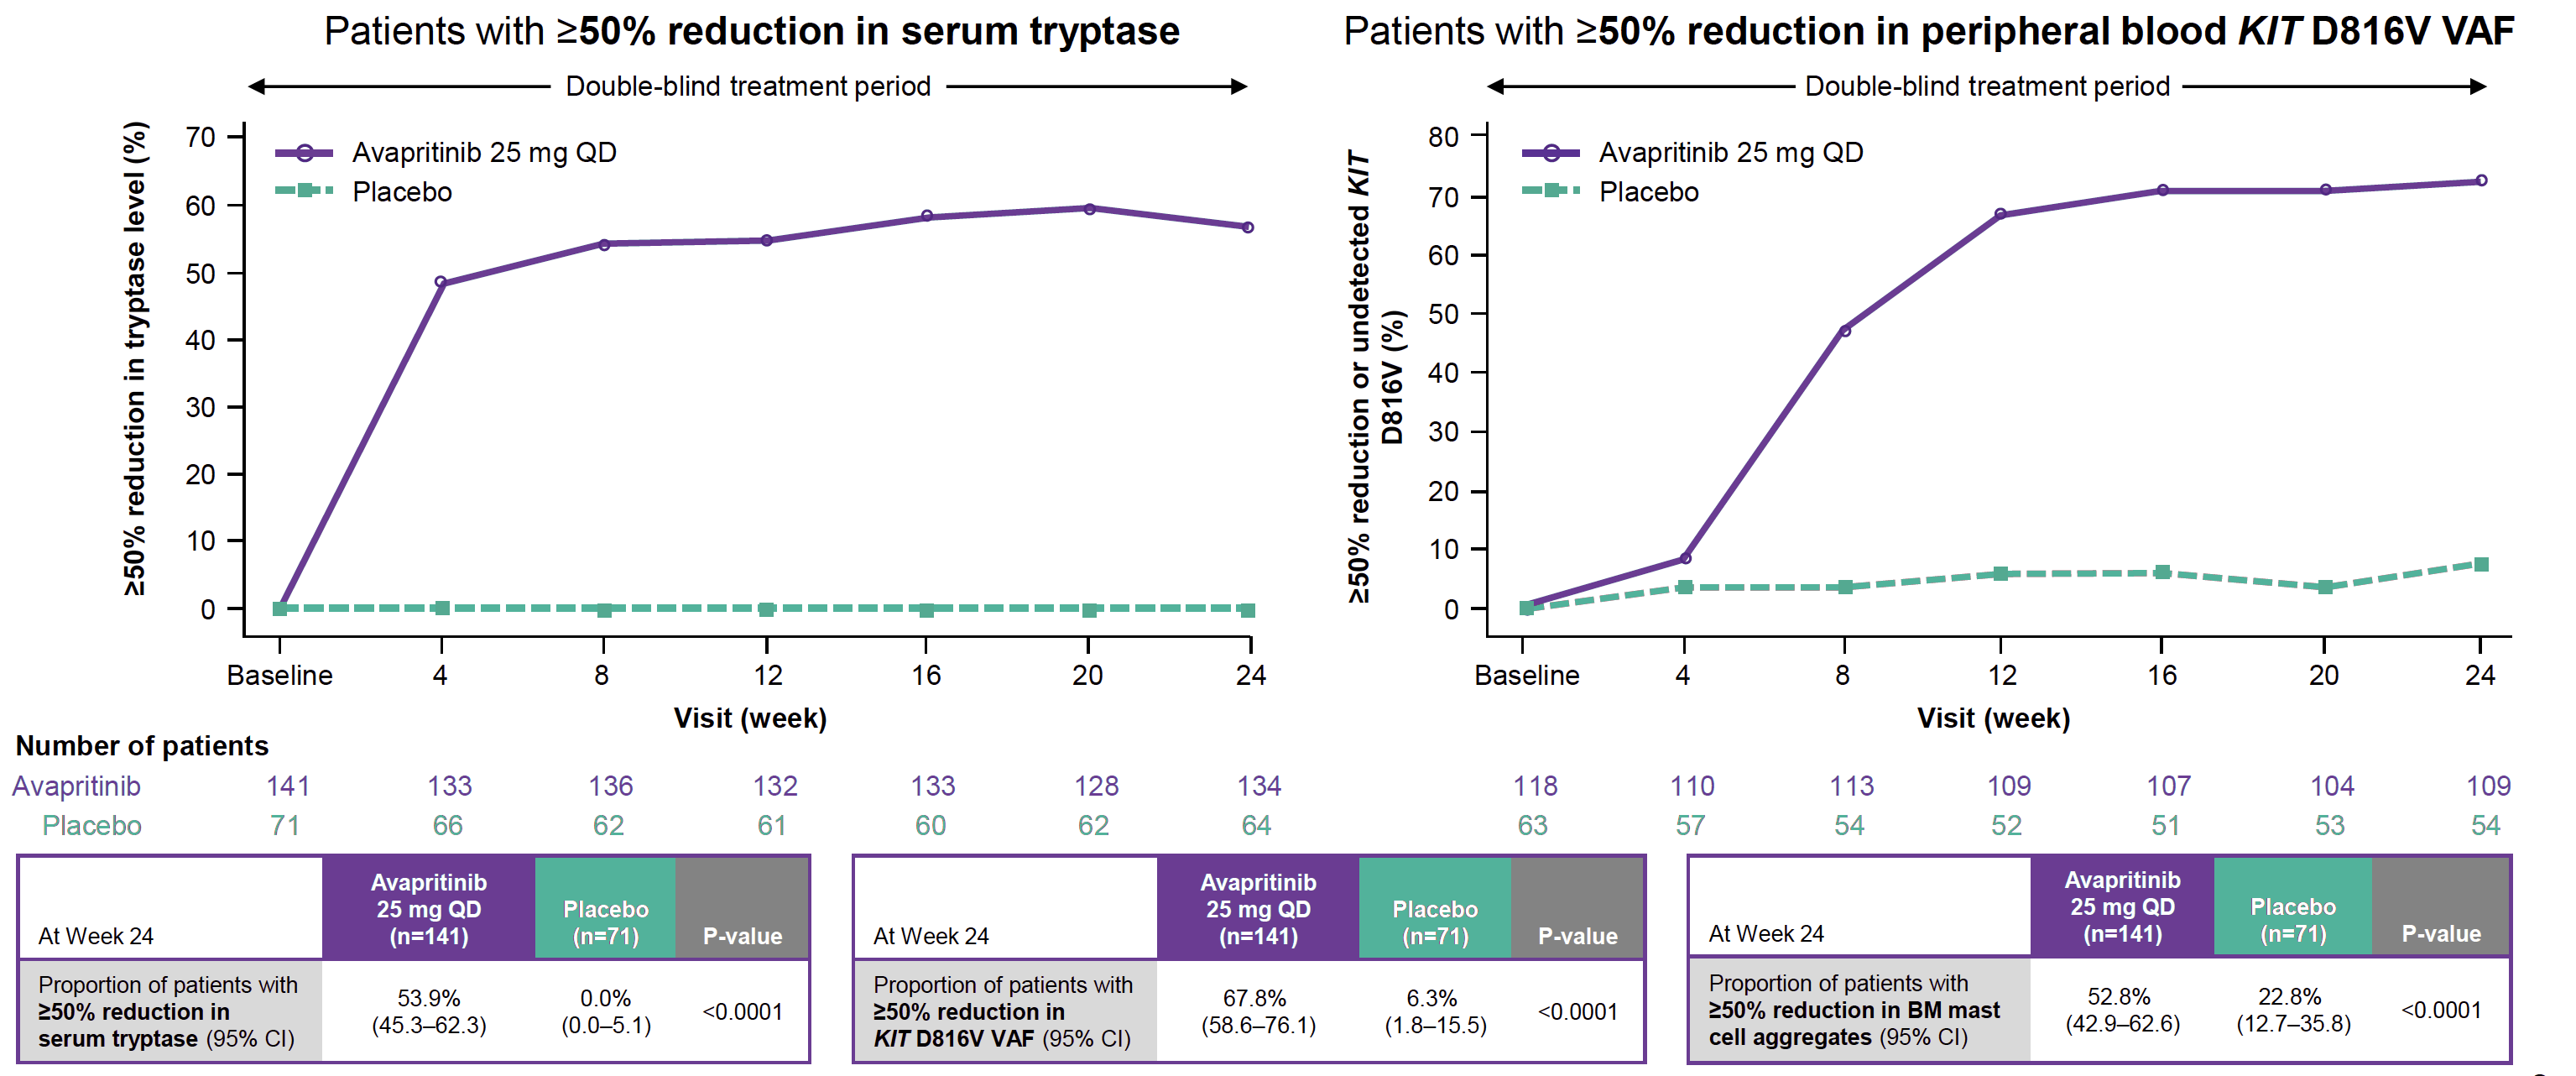 Patients with ≥50% reduction in serum tryptase
Double-blind treatment period
≥50% reduction in tryptase level (%)
70
60
50
40
30
20
10
0
Avapritinib 25 mg QD
Placebo
Baseline 4 8 12 16 20 24
Visit (week)
Patients with ≥50% reduction in peripheral blood KIT D816V VAF
Double-blind treatment period
≥50% reduction or undetected KIT
D816V (%)
80
70
60
50
40
30
20
10
0
Avapritinib 25 mg QD
Placebo
Baseline 4 8 12 16 20 24
Visit (week)
Number of patients
Avapritinib 141 133 136 132 133 128 134 118 110 113 109 107 104 109
Placebo 71 66 62 61 60 62 64 63 57 54 52 51 53 54
At Week 24
Avapritinib
25 mg QD
(n=141)
Placebo
(n=71)
P-value
Proportion of patients with
≥50% reduction in
serum tryptase (95% CI)
53.9%
(45.3–62.3)
0.0%
(0.0–5.1)
<0.0001
At Week 24
Avapritinib
25 mg QD
(n=141)
Placebo
(n=71)
P-value
Proportion of patients with
≥50% reduction in
KIT D816V VAF (95% CI)
67.8%
(58.6–76.1)
6.3%
(1.8–15.5)
<0.0001
At Week 24
Avapritinib
25 mg QD
(n=141)
Placebo
(n=71)
P-value
Proportion of patients with
≥50% reduction in BM mast
cell aggregates (95% CI)
52.8%
(42.9–62.6)
22.8%
(12.7–35.8)
<0.0001